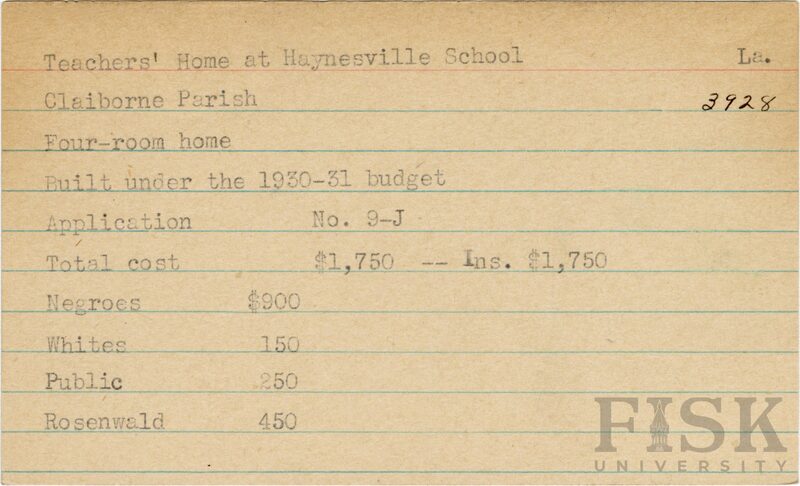 Teachers' Home at Haynesville School La.
Claiborne Parish 3928
Four-room home
Built under the 1930-31 budget
Application No. 9-J
Total cost $1,750 -- Ins. $1,750
Negroes $900
Whites 150
Public 250
Rosenwald 450
FISK
UNIVERSITY